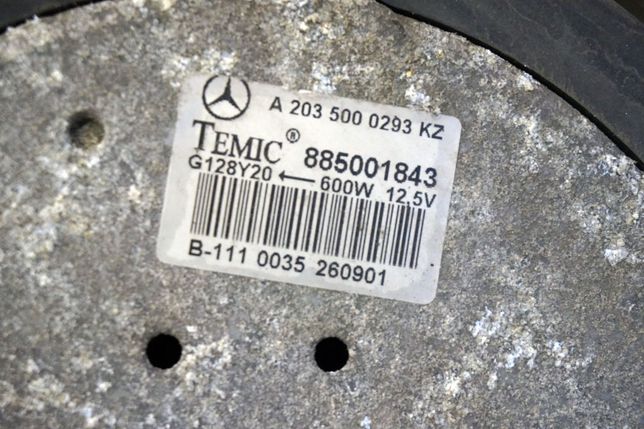 A 203 500 0293 KZ
TEMIC® 885001843
G128Y20 ← 600W 12,5V
B-111 0035 260901